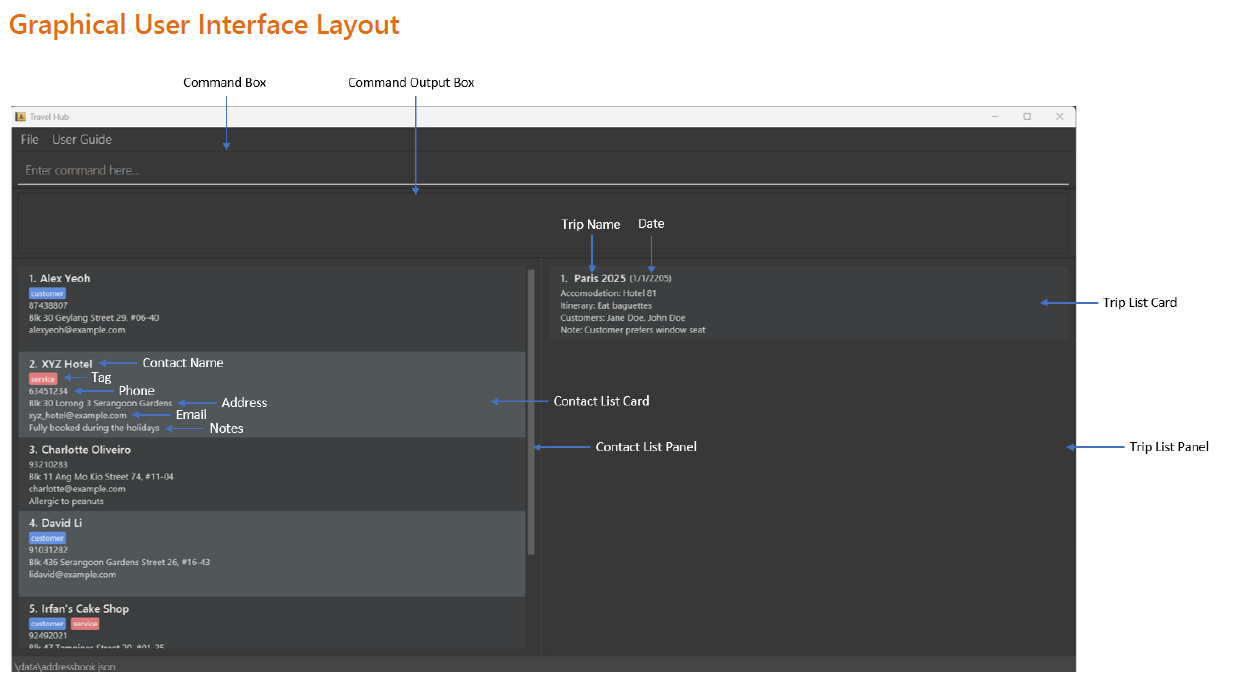 Graphical User Interface Layout
Command Box
Command Output Box
Travel Hub
File User Guide
Enter command here...
Trip Name Date
1. Alex Yeoh
customer
87438807
Blk 30 Geylang Street 29, #06-40
alexyeoh@example.com
2. XYZ Hotel
Contact Name
service
Tag
63451234
Phone
Blk 30 Lorong 3 Serangoon Gardens
Address
xyz_hotel@example.com
Email
Fully booked during the holidays
Notes
3. Charlotte Oliveiro
93210283
Blk 11 Ang Mo Kio Street 74, #11-04
charlotte@example.com
Allergic to peanuts
4. David Li
customer
91031282
Blk 436 Serangoon Gardens Street 26, #16-43
lidavid@example.com
5. Irfan's Cake Shop
customer service
92492021
Blk 47 Tampines Street 20, #01-35
1. Paris 2025 (1/1/2205)
Accomodation: Hotel 81
Itinerary: Eat baguettes
Customers: Jane Doe, John Doe
Note: Customer prefers window seat
Trip List Card
Contact List Card
Contact List Panel
Trip List Panel
\data\addressbook.json